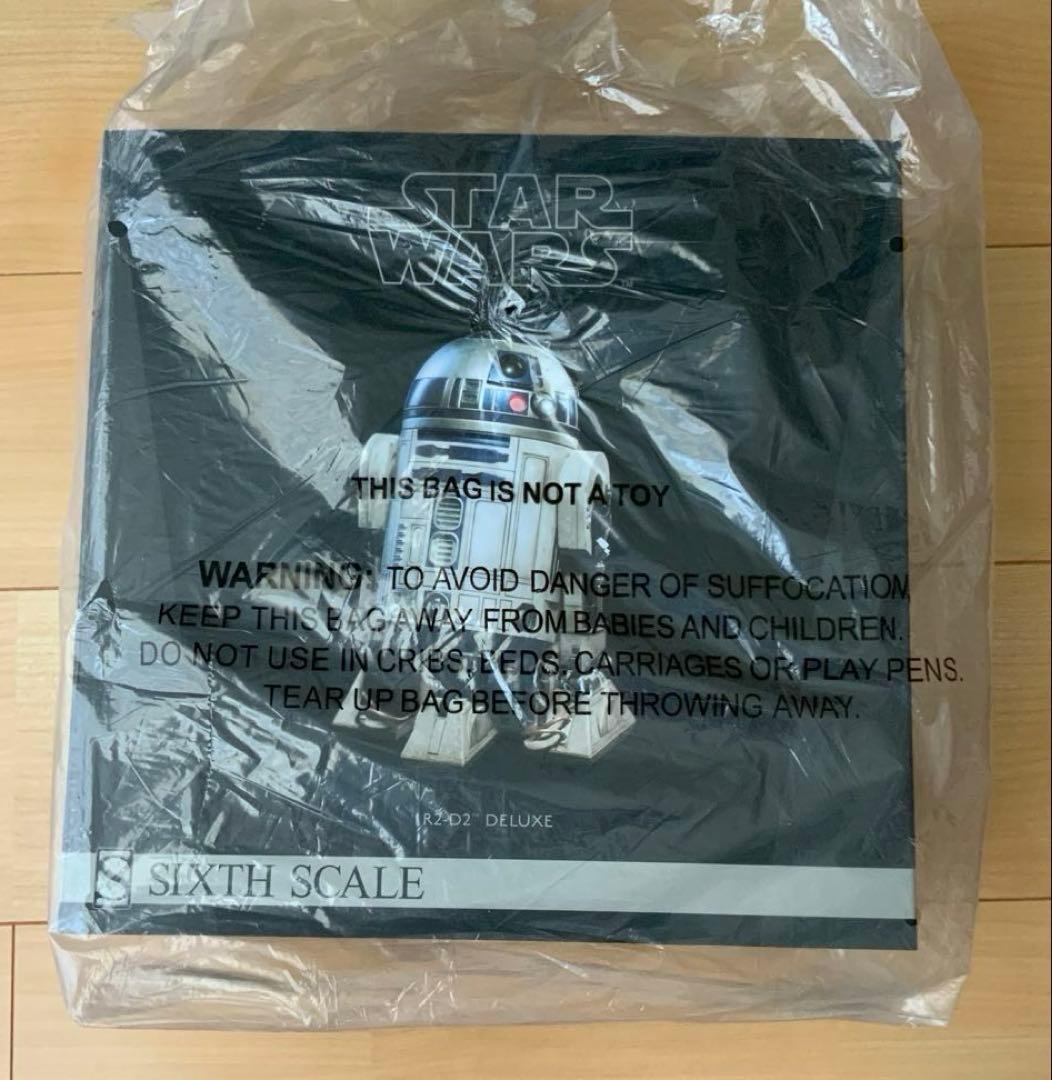 STAR
WARS™
THIS BAG IS NOT A TOY
WARNING: TO AVOID DANGER OF SUFFOCATION
KEEP THIS BAG AWAY FROM BABIES AND CHILDREN.
DO NOT USE IN CRIBS, BEDS, CARRIAGES OR PLAY PENS.
TEAR UP BAG BEFORE THROWING AWAY.
R2-D2 DELUXE
S SIXTH SCALE